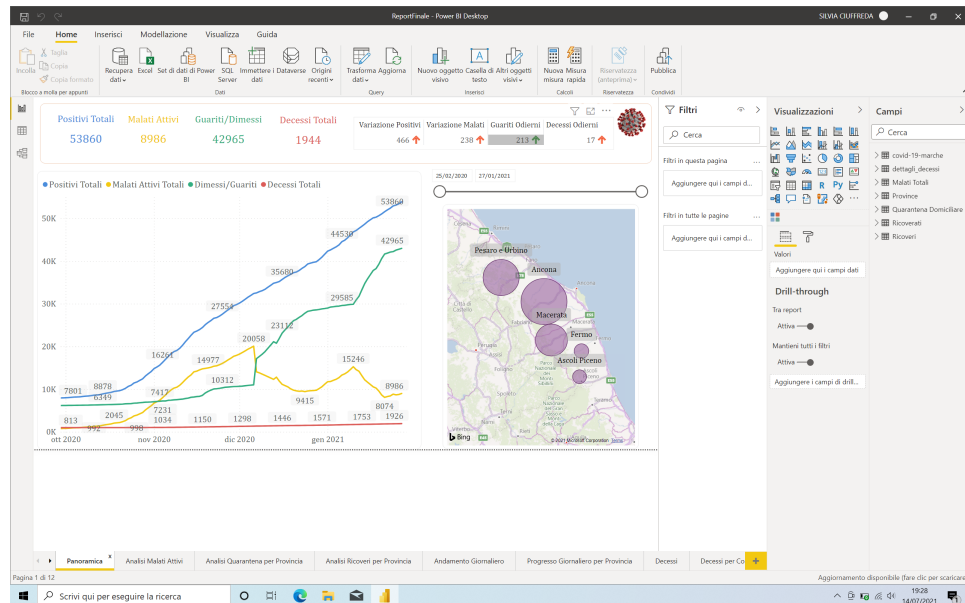 ReportFinale - Power BI Desktop
SILVIA CIUFFREDA
File Home Inserisci Modellazione Visualizza Guida
Incolla
Taglia
Copia
Copia formato
Recupera dati
Excel
Set di dati di Power BI
SQL Server
Immettere i dati
Dataverse
Origini recenti
Trasforma dati
Aggiorna
Nuovo oggetto visivo
Casella di testo
Altri oggetti visivi
Nuova misura
Misura rapida
Riservatezza (anteprima)
Pubblica
Blocco a molla per appunti
Dati
Query
Inserisci
Calcoli
Riservatezza
Condividi
Positivi Totali Malati Attivi Guariti/Dimessi Decessi Totali
53860 8986 42965 1944
Variazione Positivi Variazione Malati Guariti Odierni Decessi Odierni
466 238 213 17
Positivi Totali Malati Attivi Totali Dimessi/Guariti Decessi Totali
50K
40K
30K
20K
10K
0K
53860
44530
42965
35680
27554
29585
23112
20058
16261
14977
15246
10312
9415
8986
8074
7801
8878
6349
7417
7231
2045
813
992
998
1034
1150
1298
1446
1571
1753
1926
ott 2020 nov 2020 dic 2020 gen 2021
25/02/2020 27/01/2021
Pesaro e Urbino
Ancona
Macerata
Fermo
Ascoli Piceno
Perugia
Foligno
Spoleto
Terni
Viterbo
Rieti
Teramo
Bing
© 2021 Microsoft Corporation Terms
Filtri
Cerca
Filtri in questa pagina ...
Aggiungere qui i campi d...
Filtri in tutte le pagine ...
Aggiungere qui i campi d...
Visualizzazioni
Valori
Aggiungere qui i campi dati
Drill-through
Tra report
Attiva
Mantieni tutti i filtri
Attiva
Aggiungere i campi di drill...
Campi
Cerca
covid-19-marche
dettagli_decessi
Malati Totali
Province
Quarantena Domiciliare
Ricoverati
Ricoveri
Panoramica Analisi Malati Attivi Analisi Quarantena per Provincia Analisi Ricoveri per Provincia Andamento Giornaliero Progresso Giornaliero per Provincia Decessi Decessi per Co
Pagina 1 di 12
Aggiornamento disponibile (fare clic per scaricare
Scrivi qui per eseguire la ricerca
19:28
14/07/2021